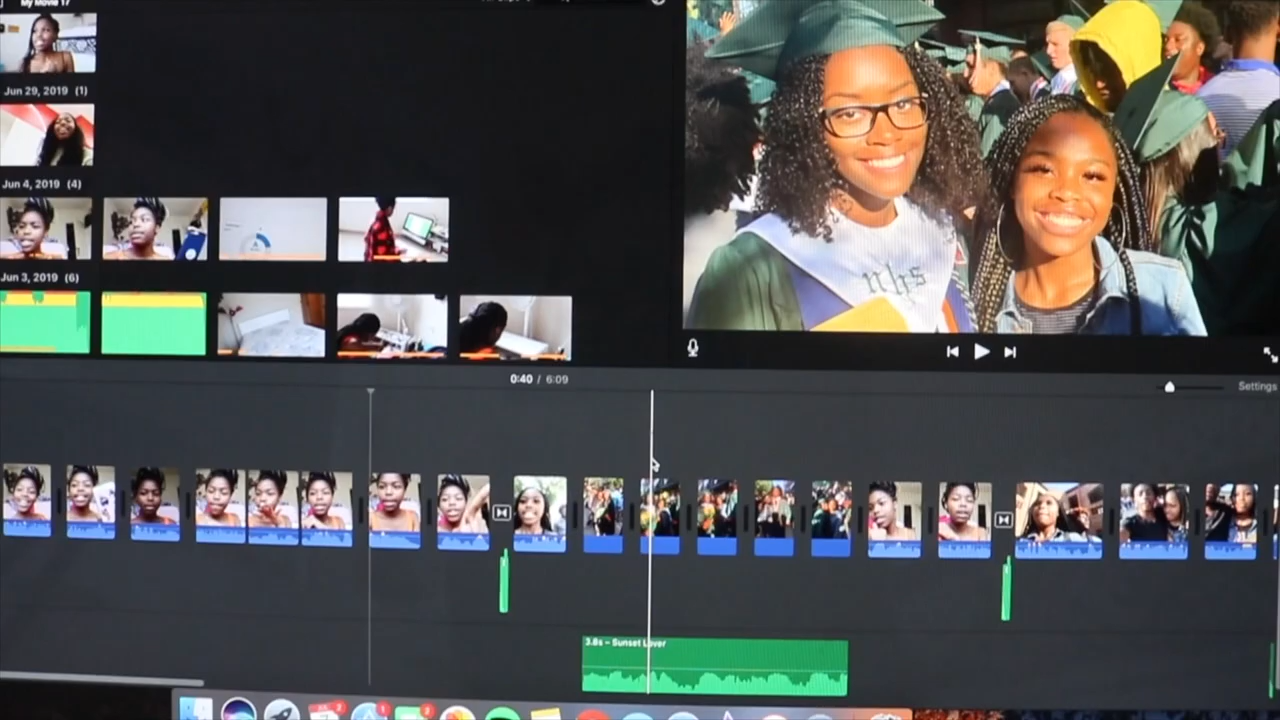 My Movie 17
Jun 29, 2019 (1)
Jun 4, 2019 (4)
Jun 3, 2019 (6)
nhs
0:40 / 6:09
Settings
3.8s – Sunset Lover